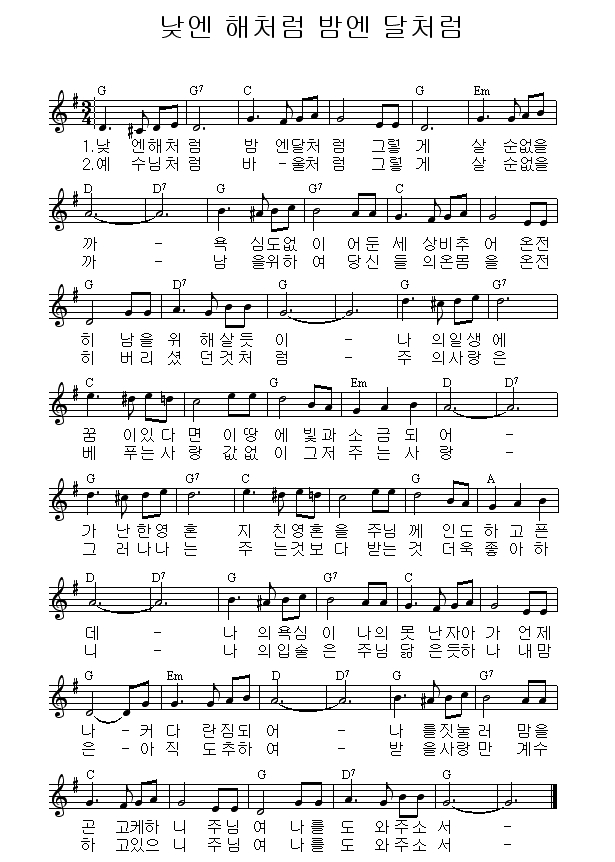 낮엔 해처럼 밤엔 달처럼
G G7 C G Em
3 4
1.낮 엔해처 럼 밤 엔달처 럼 그렇 게 살 순없을
2.예 수님처 럼 바 - 울처 럼 그렇 게 살 순없을
D D7 G G7 C
까 - 욕 심도없 이 어둔 세 상비추 어 온전
까 - 남 을위하 여 당신 들 의온몸 을 온전
G D7 G G G7
히 남을 위 해살 듯 이 - 나 의일생 에
히 버리 셨 던것 처 럼 - 주 의사랑 은
C G Em D D7
꿈 이있 다 면 이 땅 에 빛 과 소 금 되 어 -
베 푸는 사 랑 값 없 이 그 저 주 는 사 랑 -
G G7 C G A
가 난한영 혼 지 친영혼 을 주님 께 인도 하 고 픈
그 러나나 는 주 는것보 다 받는 것 더욱 좋 아 하
D D7 G G7 C
데 - 나 의욕심 이 나의 못 난자아 가 언제
니 - 나 의입술 은 주님 닮 은듯하 나 내맘
G Em D D7 G G7
나 - 커 다 란짐 되 어 - 나 를짓눌 러 맘을
은 - 아 직 도추 하 여 - 받 을사랑 만 계수
C G D7 G
곤 고케하 니 주님 여 나를 도 와주 소 서 -
하 고있으 니 주님 여 나를 도 와주 소 서 -